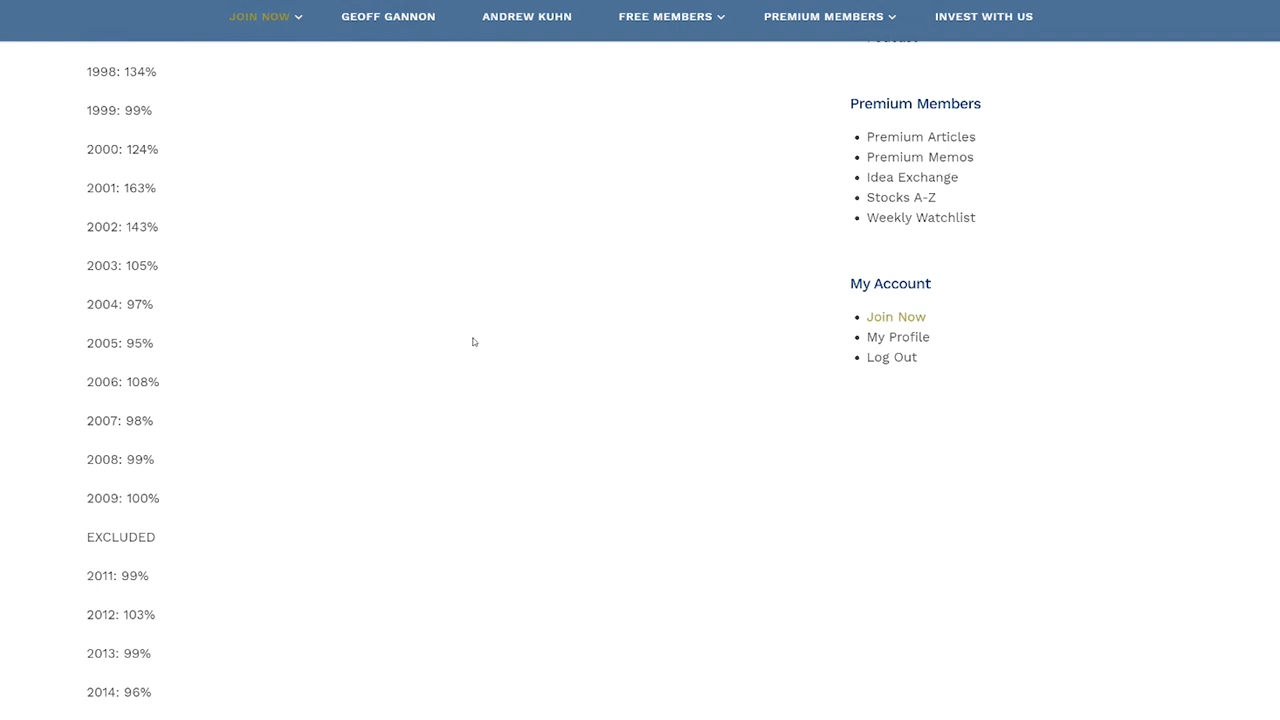 JOIN NOW
GEOFF GANNON
ANDREW KUHN
FREE MEMBERS
PREMIUM MEMBERS
INVEST WITH US
1998: 134%
1999: 99%
2000: 124%
2001: 163%
2002: 143%
2003: 105%
2004: 97%
2005: 95%
2006: 108%
2007: 98%
2008: 99%
2009: 100%
EXCLUDED
2011: 99%
2012: 103%
2013: 99%
2014: 96%
Premium Members
Premium Articles
Premium Memos
Idea Exchange
Stocks A-Z
Weekly Watchlist
My Account
Join Now
My Profile
Log Out